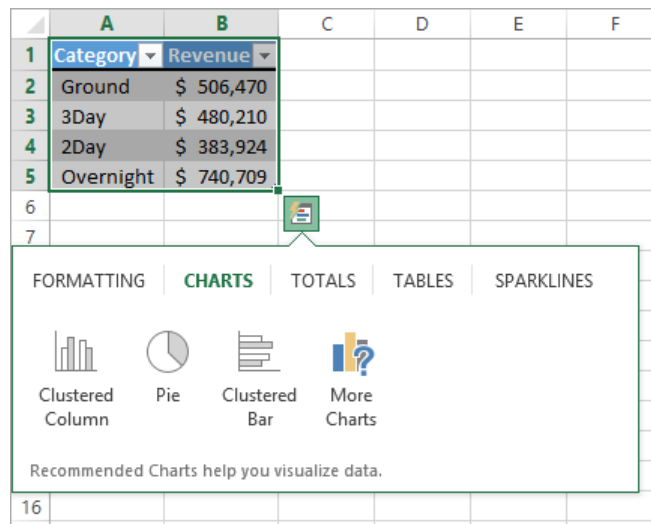 A B C D E F
1 Category Revenue
2 Ground $ 506,470
3 3Day $ 480,210
4 2Day $ 383,924
5 Overnight $ 740,709
6
7
FORMATTING CHARTS TOTALS TABLES SPARKLINES
Clustered Pie Clustered More
Column Bar Charts
Recommended Charts help you visualize data.
16